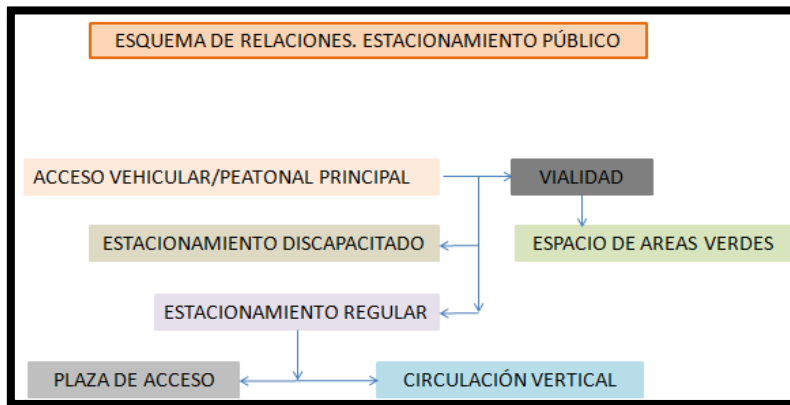 ESQUEMA DE RELACIONES. ESTACIONAMIENTO PÚBLICO
ACCESO VEHICULAR/PEATONAL PRINCIPAL
VIALIDAD
ESTACIONAMIENTO DISCAPACITADO
ESPACIO DE AREAS VERDES
ESTACIONAMIENTO REGULAR
PLAZA DE ACCESO
CIRCULACIÓN VERTICAL